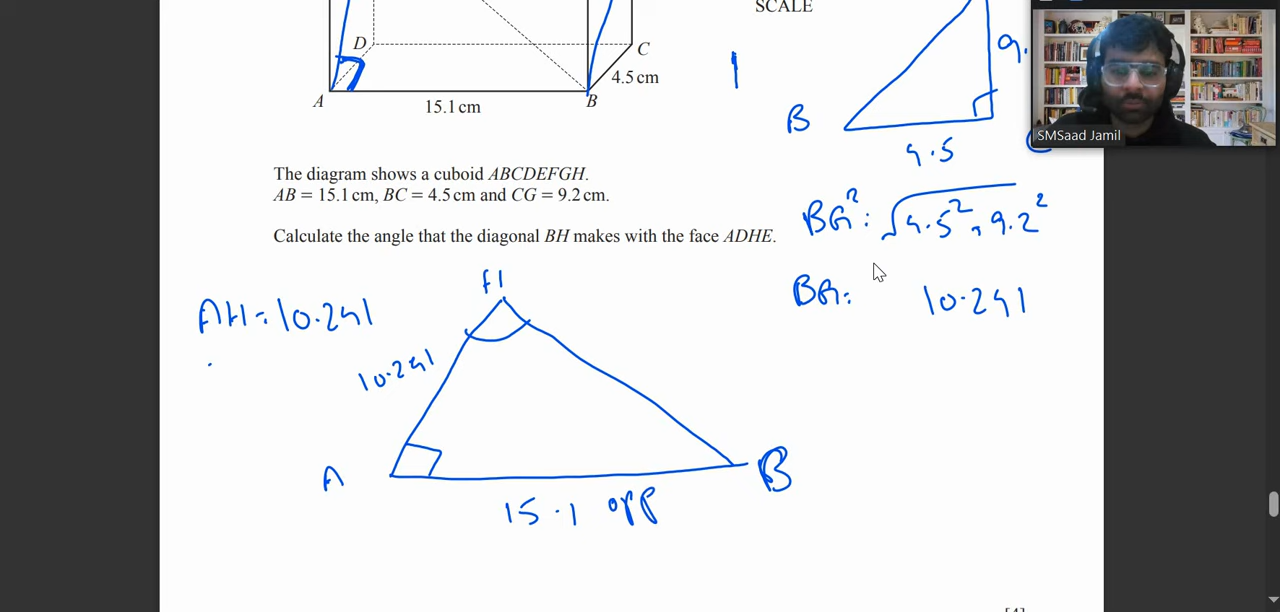 SCALE
D
C
4.5 cm
A
15.1 cm
B
9.
B
4.5
SMSaad Jamil
The diagram shows a cuboid ABCDEFGH.
AB = 15.1 cm, BC = 4.5 cm and CG = 9.2 cm.
Calculate the angle that the diagonal BH makes with the face ADHE.
BG² : √4.5² + 9.2²
BG : 10.241
AH = 10.241
H
10.241
A
B
15.1 opp